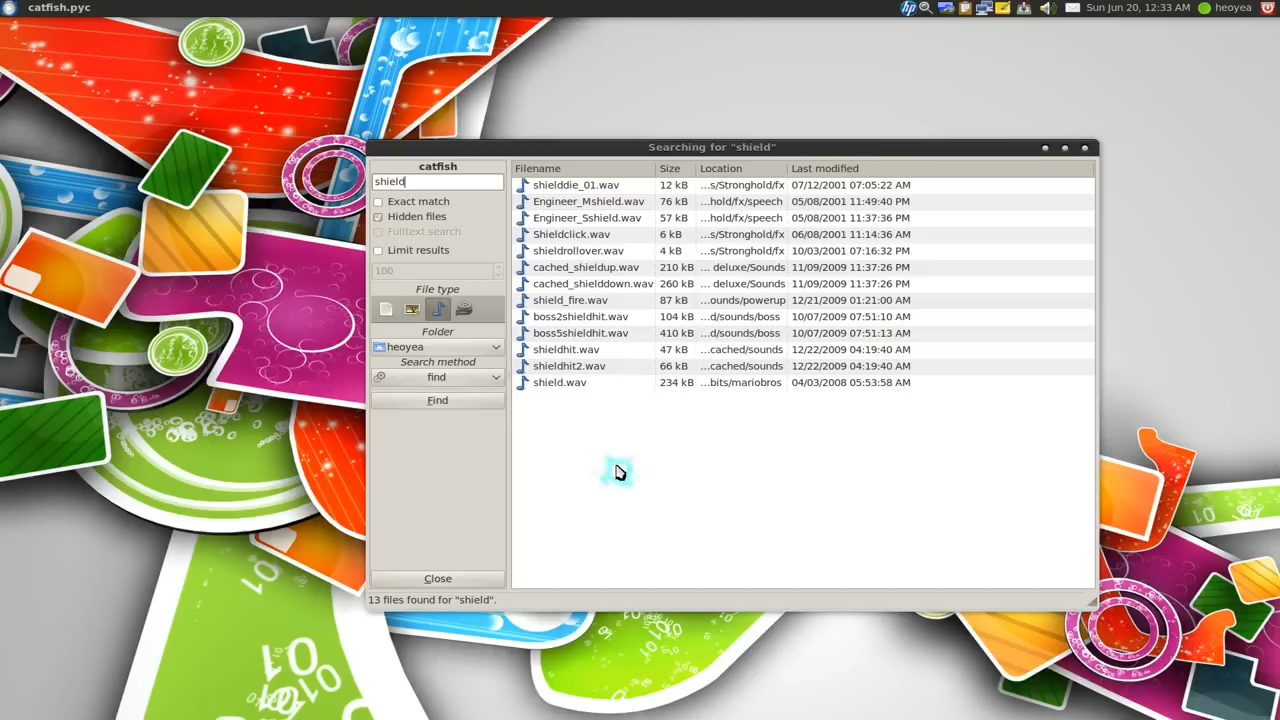 catfish.pyc
Sun Jun 20, 12:33 AM heoyea
Searching for "shield"
catfish
shield
Exact match
Hidden files
Fulltext search
Limit results
100
File type
Folder
heoyea
Search method
find
Find
Close
Filename Size Location Last modified
shielddie_01.wav 12 kB ...s/Stronghold/fx 07/12/2001 07:05:22 AM
Engineer_Mshield.wav 76 kB ...hold/fx/speech 05/08/2001 11:49:40 PM
Engineer_Sshield.wav 57 kB ...hold/fx/speech 05/08/2001 11:37:36 PM
Shieldclick.wav 6 kB ...s/Stronghold/fx 06/08/2001 11:14:36 AM
shieldrollover.wav 4 kB ...s/Stronghold/fx 10/03/2001 07:16:32 PM
cached_shieldup.wav 210 kB ... deluxe/Sounds 11/09/2009 11:37:26 PM
cached_shielddown.wav 260 kB ... deluxe/Sounds 11/09/2009 11:37:26 PM
shield_fire.wav 87 kB ...ounds/powerup 12/21/2009 01:21:00 AM
boss2shieldhit.wav 104 kB ...d/sounds/boss 10/07/2009 07:51:10 AM
boss5shieldhit.wav 410 kB ...d/sounds/boss 10/07/2009 07:51:13 AM
shieldhit.wav 47 kB ...cached/sounds 12/22/2009 04:19:40 AM
shieldhit2.wav 66 kB ...cached/sounds 12/22/2009 04:19:40 AM
shield.wav 234 kB ...bits/mariobros 04/03/2008 05:53:58 AM
13 files found for "shield".